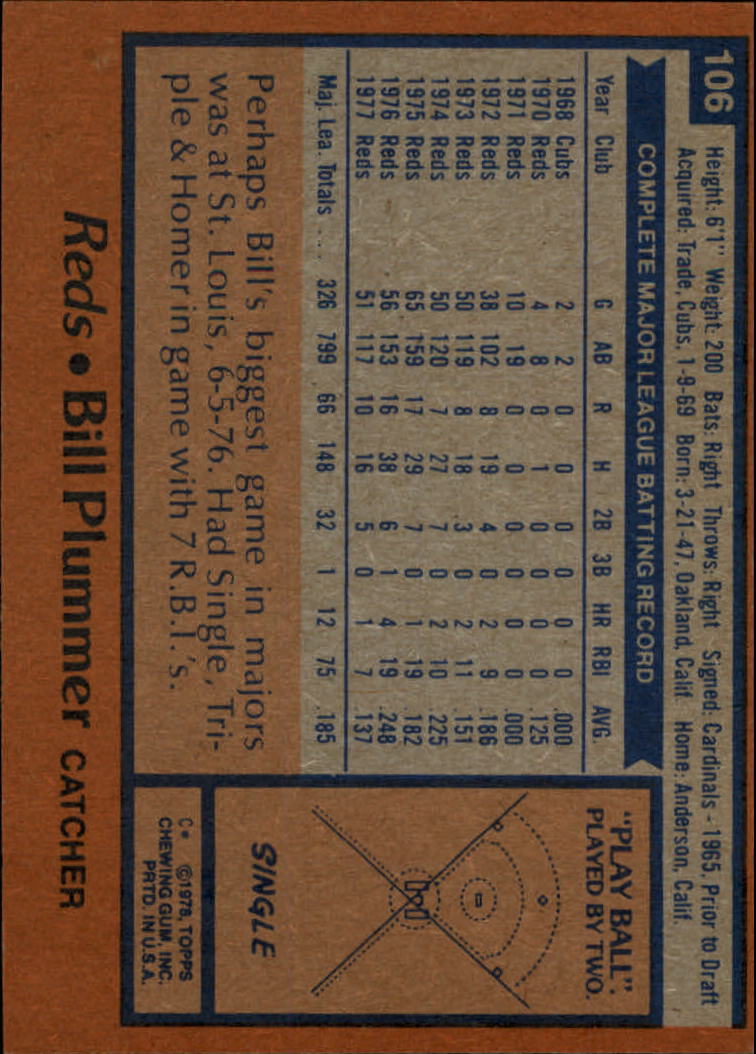 106
Height: 6'1" Weight: 200 Bats: Right Throws: Right Signed: Cardinals - 1965, Prior to Draft
Acquired: Trade, Cubs, 1-9-69 Born: 3-21-47, Oakland, Calif. Home: Anderson, Calif.
COMPLETE MAJOR LEAGUE BATTING RECORD
Year Club G AB R H 2B 3B HR RBI AVG.
1968 Cubs 2 2 0 0 0 0 0 0 .000
1970 Reds 4 8 0 1 0 0 0 0 .125
1971 Reds 10 19 0 0 0 0 0 0 .000
1972 Reds 38 102 8 19 4 0 2 9 .186
1973 Reds 50 119 8 18 3 0 2 11 .151
1974 Reds 50 120 7 27 7 0 2 10 .225
1975 Reds 65 159 17 29 7 0 1 19 .182
1976 Reds 56 153 16 38 6 1 4 19 .248
1977 Reds 51 117 10 16 5 0 1 7 .137
Maj. Lea. Totals ... 326 799 66 148 32 1 12 75 .185
Perhaps Bill's biggest game in majors
was at St. Louis, 6-5-76. Had Single, Tri-
ple & Homer in game with 7 R.B.I.'s.
"PLAY BALL":
PLAYED BY TWO.
SINGLE
C* ©1978, TOPPS
CHEWING GUM, INC.
PRTD. IN U.S.A.
Reds • Bill Plummer CATCHER